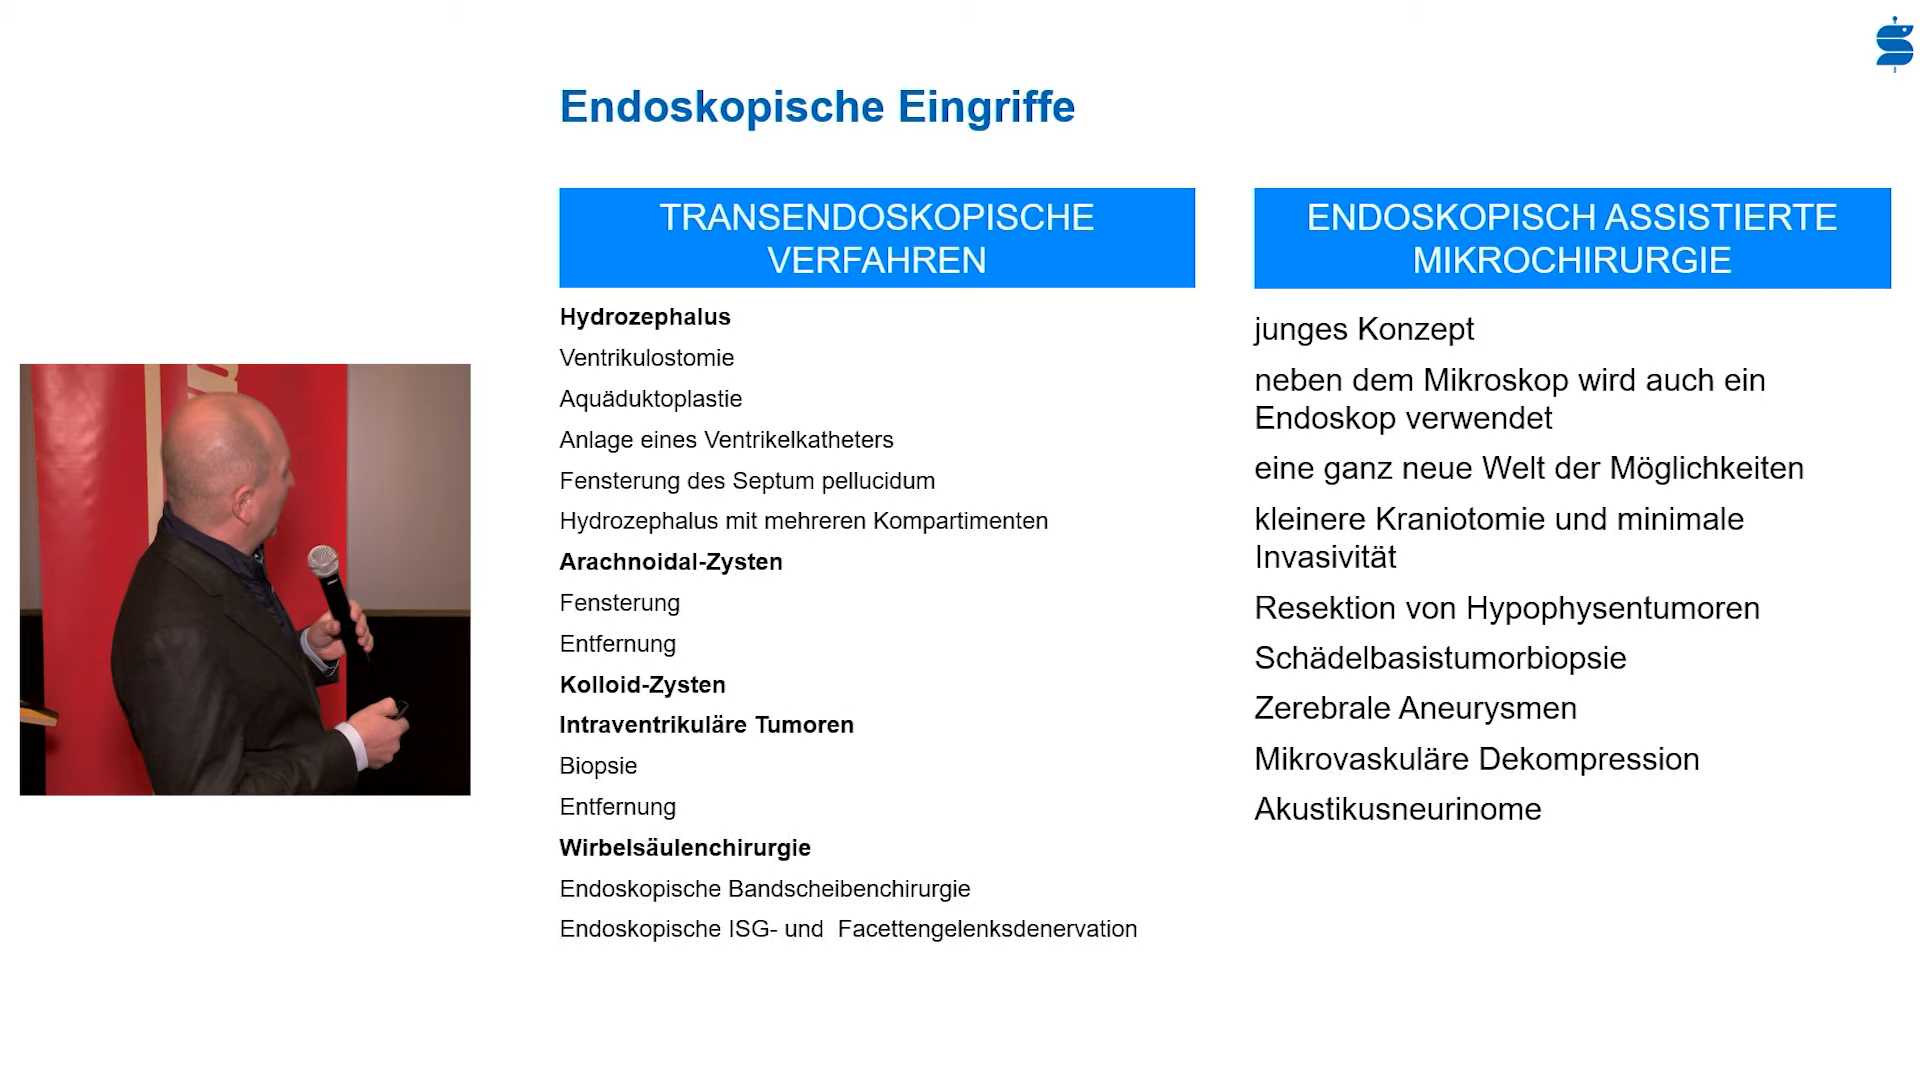 Endoskopische Eingriffe
TRANSENDOSKOPISCHE
VERFAHREN
Hydrozephalus
Ventrikulostomie
Aquäduktoplastie
Anlage eines Ventrikelkatheters
Fensterung des Septum pellucidum
Hydrozephalus mit mehreren Kompartimenten
Arachnoidal-Zysten
Fensterung
Entfernung
Kolloid-Zysten
Intraventrikuläre Tumoren
Biopsie
Entfernung
Wirbelsäulenchirurgie
Endoskopische Bandscheibenchirurgie
Endoskopische ISG- und  Facettengelenksdenervation
ENDOSKOPISCH ASSISTIERTE
MIKROCHIRURGIE
junges Konzept
neben dem Mikroskop wird auch ein
Endoskop verwendet
eine ganz neue Welt der Möglichkeiten
kleinere Kraniotomie und minimale
Invasivität
Resektion von Hypophysentumoren
Schädelbasistumorbiopsie
Zerebrale Aneurysmen
Mikrovaskuläre Dekompression
Akustikusneurinome